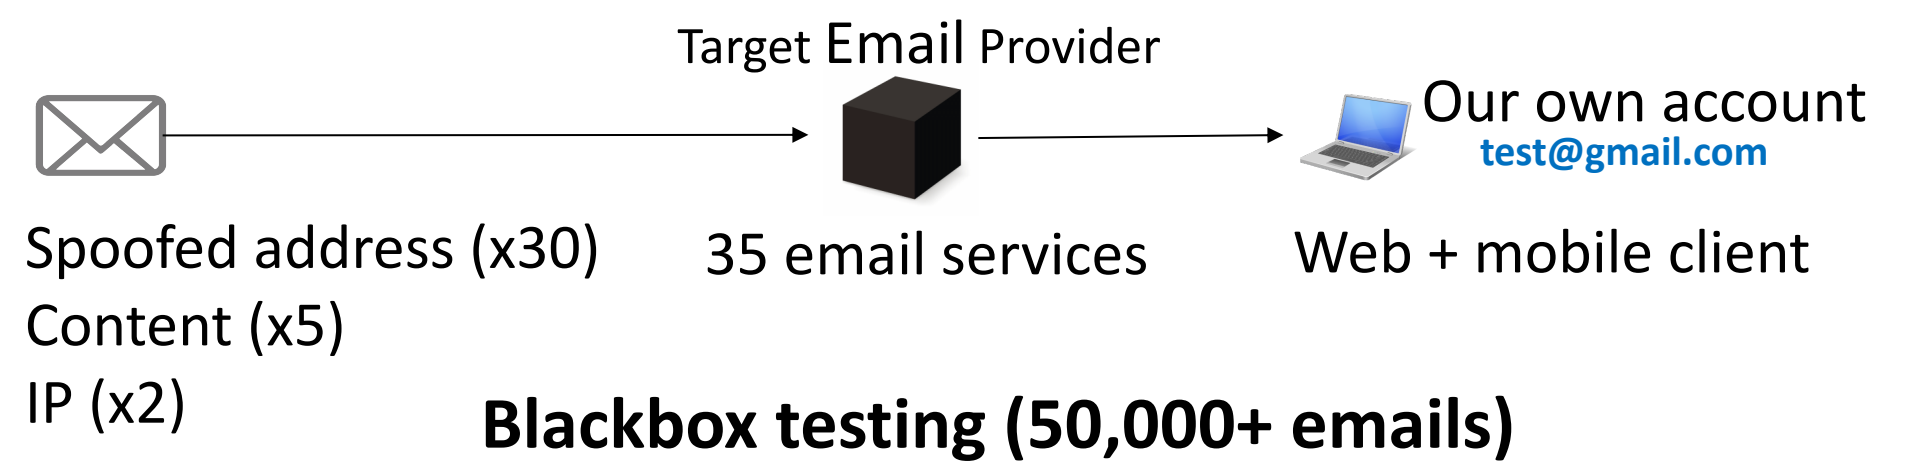 Target Email Provider
Our own account
test@gmail.com
Spoofed address (x30)
35 email services
Web + mobile client
Content (x5)
IP (x2)
Blackbox testing (50,000+ emails)